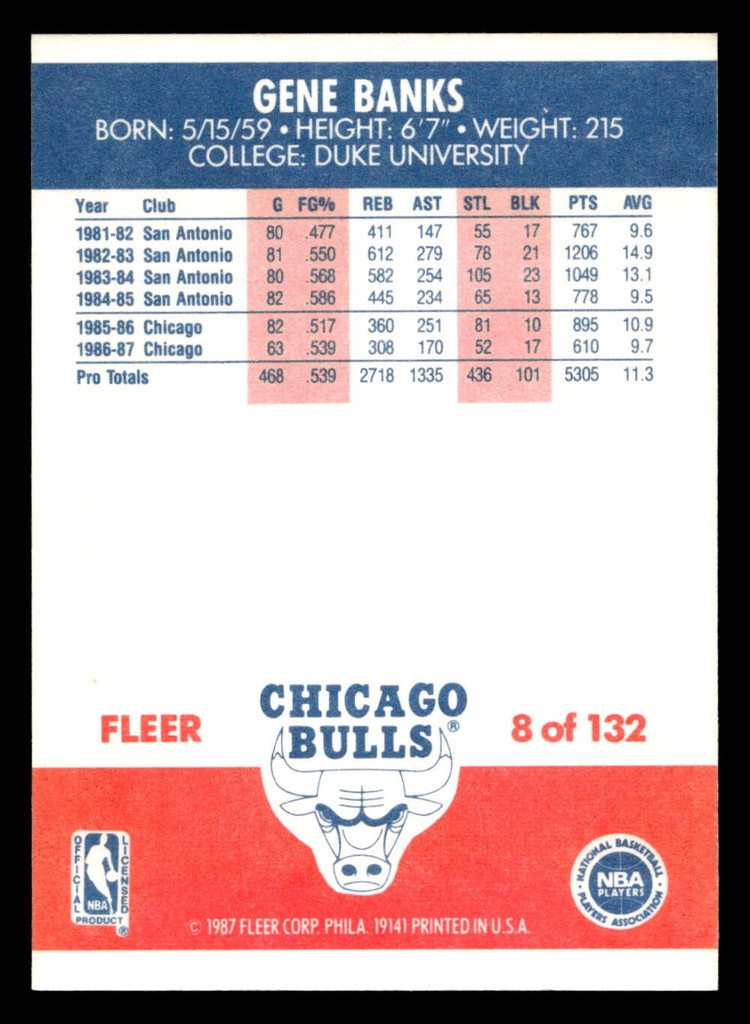 GENE BANKS
BORN: 5/15/59 • HEIGHT: 6'7" • WEIGHT: 215
COLLEGE: DUKE UNIVERSITY
Year Club G FG% REB AST STL BLK PTS AVG
1981-82 San Antonio 80 .477 411 147 55 17 767 9.6
1982-83 San Antonio 81 .550 612 279 78 21 1206 14.9
1983-84 San Antonio 80 .568 582 254 105 23 1049 13.1
1984-85 San Antonio 82 .586 445 234 65 13 778 9.5
1985-86 Chicago 82 .517 360 251 81 10 895 10.9
1986-87 Chicago 63 .539 308 170 52 17 610 9.7
Pro Totals 468 .539 2718 1335 436 101 5305 11.3
CHICAGO
BULLS®
FLEER
8 of 132
OFFICIAL LICENSED
NBA
PRODUCT ®
NATIONAL BASKETBALL
NBA
PLAYERS
PLAYERS ASSOCIATION
© 1987 FLEER CORP. PHILA. 19141 PRINTED IN U.S.A.